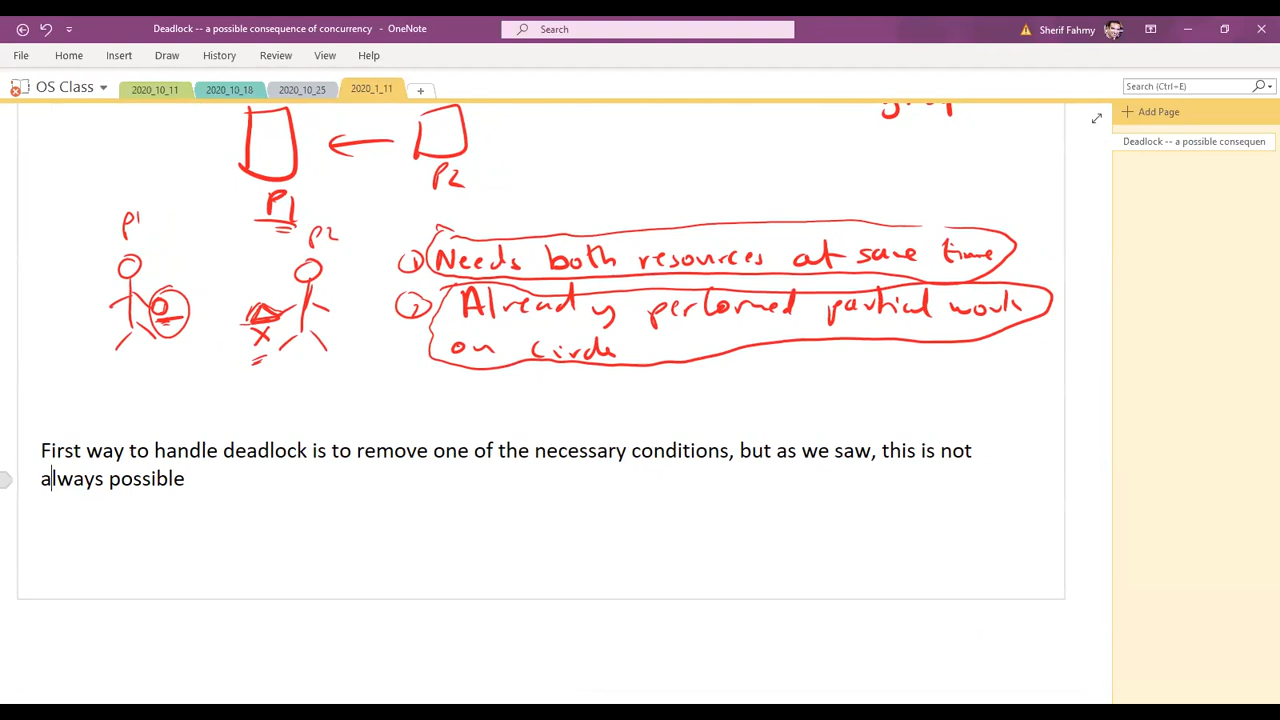 Deadlock -- a possible consequence of concurrency - OneNote
Search
Sherif Fahmy
File Home Insert Draw History Review View Help
OS Class
2020_10_11
2020_10_18
2020_10_25
2020_1_11
Search (Ctrl+E)
Add Page
Deadlock -- a possible consequen
P2
P1
P1
P2
① Needs both resources at same time
② Already performed partial work
on circle
X
First way to handle deadlock is to remove one of the necessary conditions, but as we saw, this is not
always possible